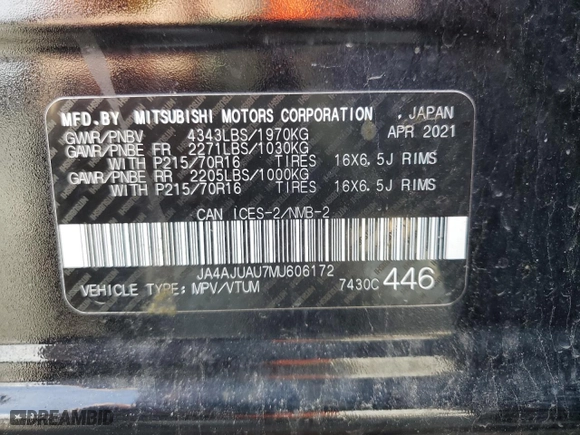 MFD.BY MITSUBISHI MOTORS CORPORATION , JAPAN
GVWR/PNBV 4343LBS/1970KG APR 2021
GAWR/PNBE FR 2271LBS/1030KG
WITH P215/70R16 TIRES 16X6.5J RIMS
GAWR/PNBE RR 2205LBS/1000KG
WITH P215/70R16 TIRES 16X6.5J RIMS
CAN ICES-2/NMB-2
JA4AJUAU7MU606172
VEHICLE TYPE: MPV/VTUM 7430C 446
DREAMBID